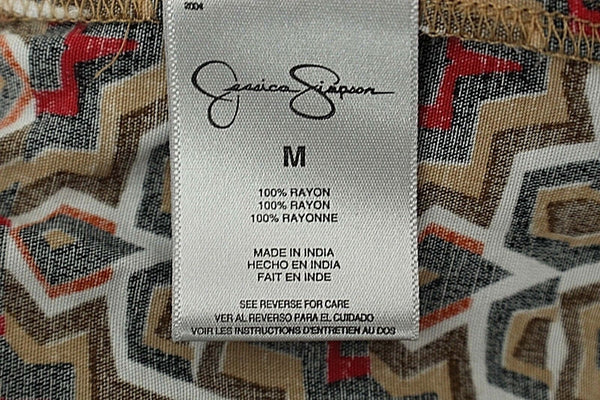 2004
Jessica Simpson
M
100% RAYON
100% RAYON
100% RAYONNE
MADE IN INDIA
HECHO EN INDIA
FAIT EN INDE
SEE REVERSE FOR CARE
VER AL REVERSO PARA EL CUIDADO
VOIR LES INSTRUCTIONS D'ENTRETIEN AU DOS